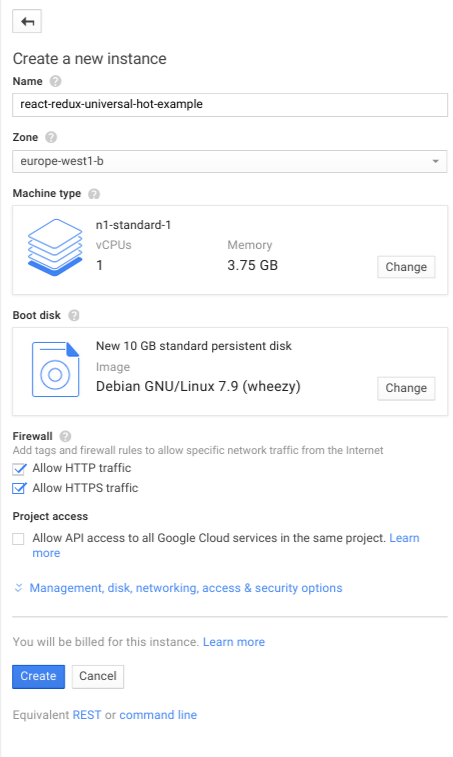 Create a new instance
Name
react-redux-universal-hot-example
Zone
europe-west1-b
Machine type
n1-standard-1
vCPUs Memory
1 3.75 GB
Change
Boot disk
New 10 GB standard persistent disk
Image
Debian GNU/Linux 7.9 (wheezy)
Change
Firewall
Add tags and firewall rules to allow specific network traffic from the Internet
Allow HTTP traffic
Allow HTTPS traffic
Project access
Allow API access to all Google Cloud services in the same project. Learn
more
Management, disk, networking, access & security options
You will be billed for this instance. Learn more
Create Cancel
Equivalent REST or command line